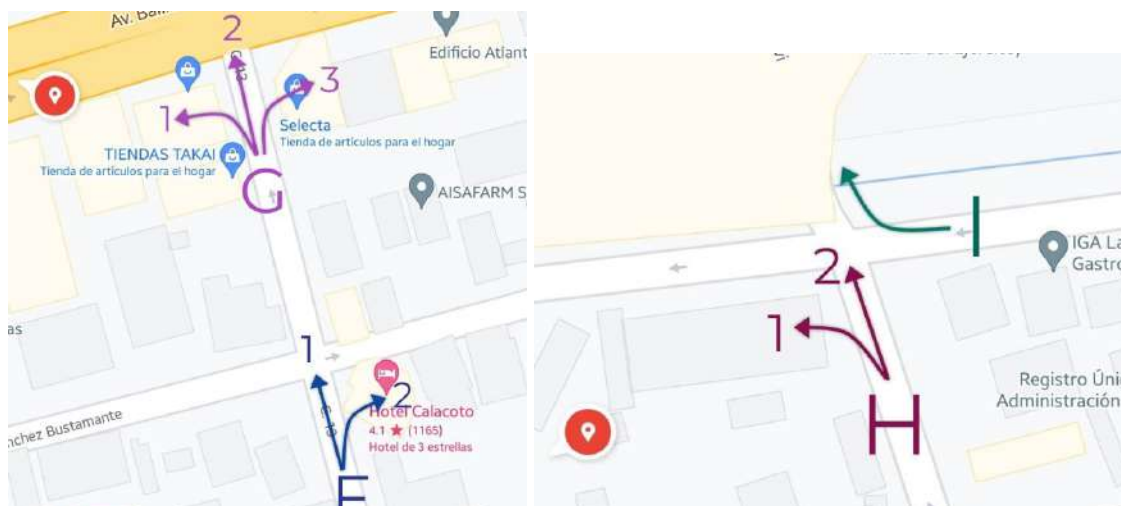 Av. Ball
2
C. 13
Edificio Atlant
3
1
Selecta
Tienda de artículos para el hogar
TIENDAS TAKAI
Tienda de artículos para el hogar
G
AISAFARM S
as
1
nchez Bustamante
2
Hotel Calacoto
4.1 ★ (1165)
Hotel de 3 estrellas
C. 13
I
IGA La
Gastro
2
1
Registro Úni
Administración
H